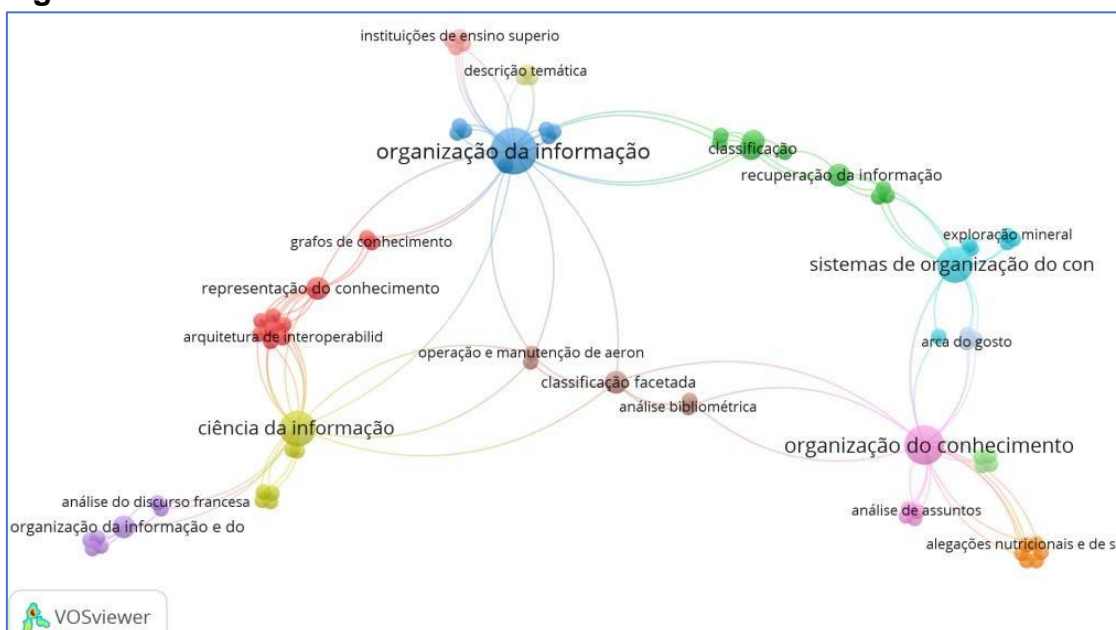 instituições de ensino superio
descrição temática
organização da informação
classificação
recuperação da informação
exploração mineral
sistemas de organização do con
grafos de conhecimento
representação do conhecimento
arquitetura de interoperabilid
arca do gosto
operação e manutenção de aeron
classificação facetada
análise bibliométrica
ciência da informação
organização do conhecimento
análise do discurso francesa
organização da informação e do
análise de assuntos
alegações nutricionais e de s
VOSviewer